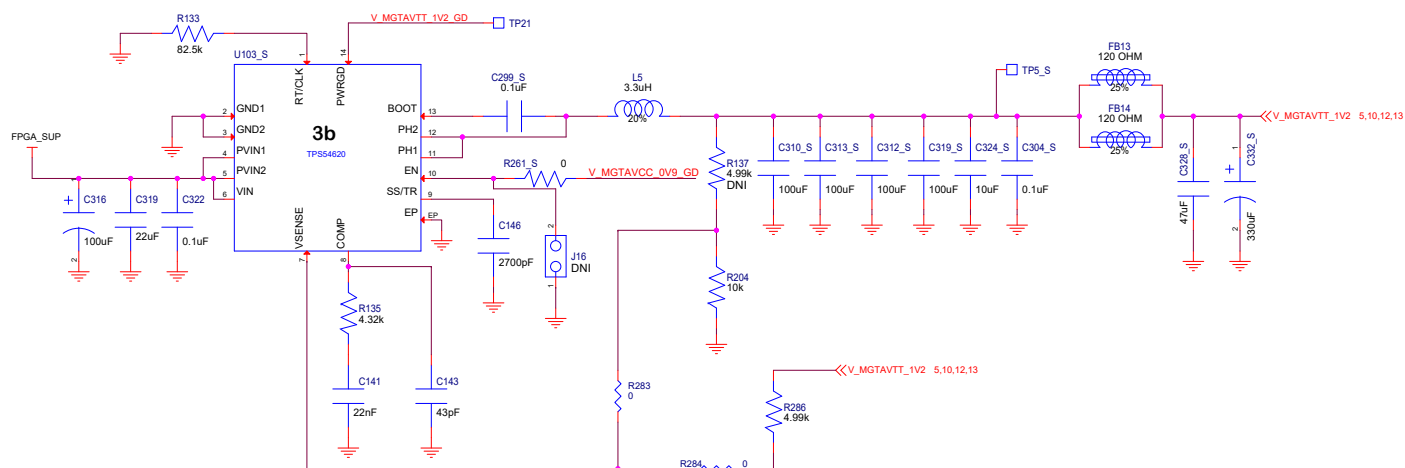 R133
82.5k
V_MGTAVTT_1V2_GD
TP21
U103_S
1
14
RT/CLK
PWRGD
GND1
2
GND2
3
PVIN1
4
PVIN2
5
VIN
6
3b
TPS54620
BOOT
13
PH2
12
PH1
11
EN
10
SS/TR
9
EP
EP
VSENSE
7
COMP
8
FPGA_SUP
1
+
C316
100uF
2
C319
22uF
C322
0.1uF
C299_S
0.1uF
L5
3.3uH
20%
R261_S 0
V_MGTAVCC_0V9_GD
C146
2700pF
2
J16
DNI
1
R137
4.99k
DNI
R204
10k
TP5_S
C310_S
100uF
C313_S
100uF
C312_S
100uF
C319_S
100uF
C324_S
10uF
C304_S
0.1uF
FB13
120 OHM
25%
FB14
120 OHM
25%
V_MGTAVTT_1V2 5,10,12,13
C328_S
47uF
1
+
C332_S
330uF
2
R135
4.32k
C141
22nF
C143
43pF
R283
0
V_MGTAVTT_1V2 5,10,12,13
R286
4.99k
R284 0